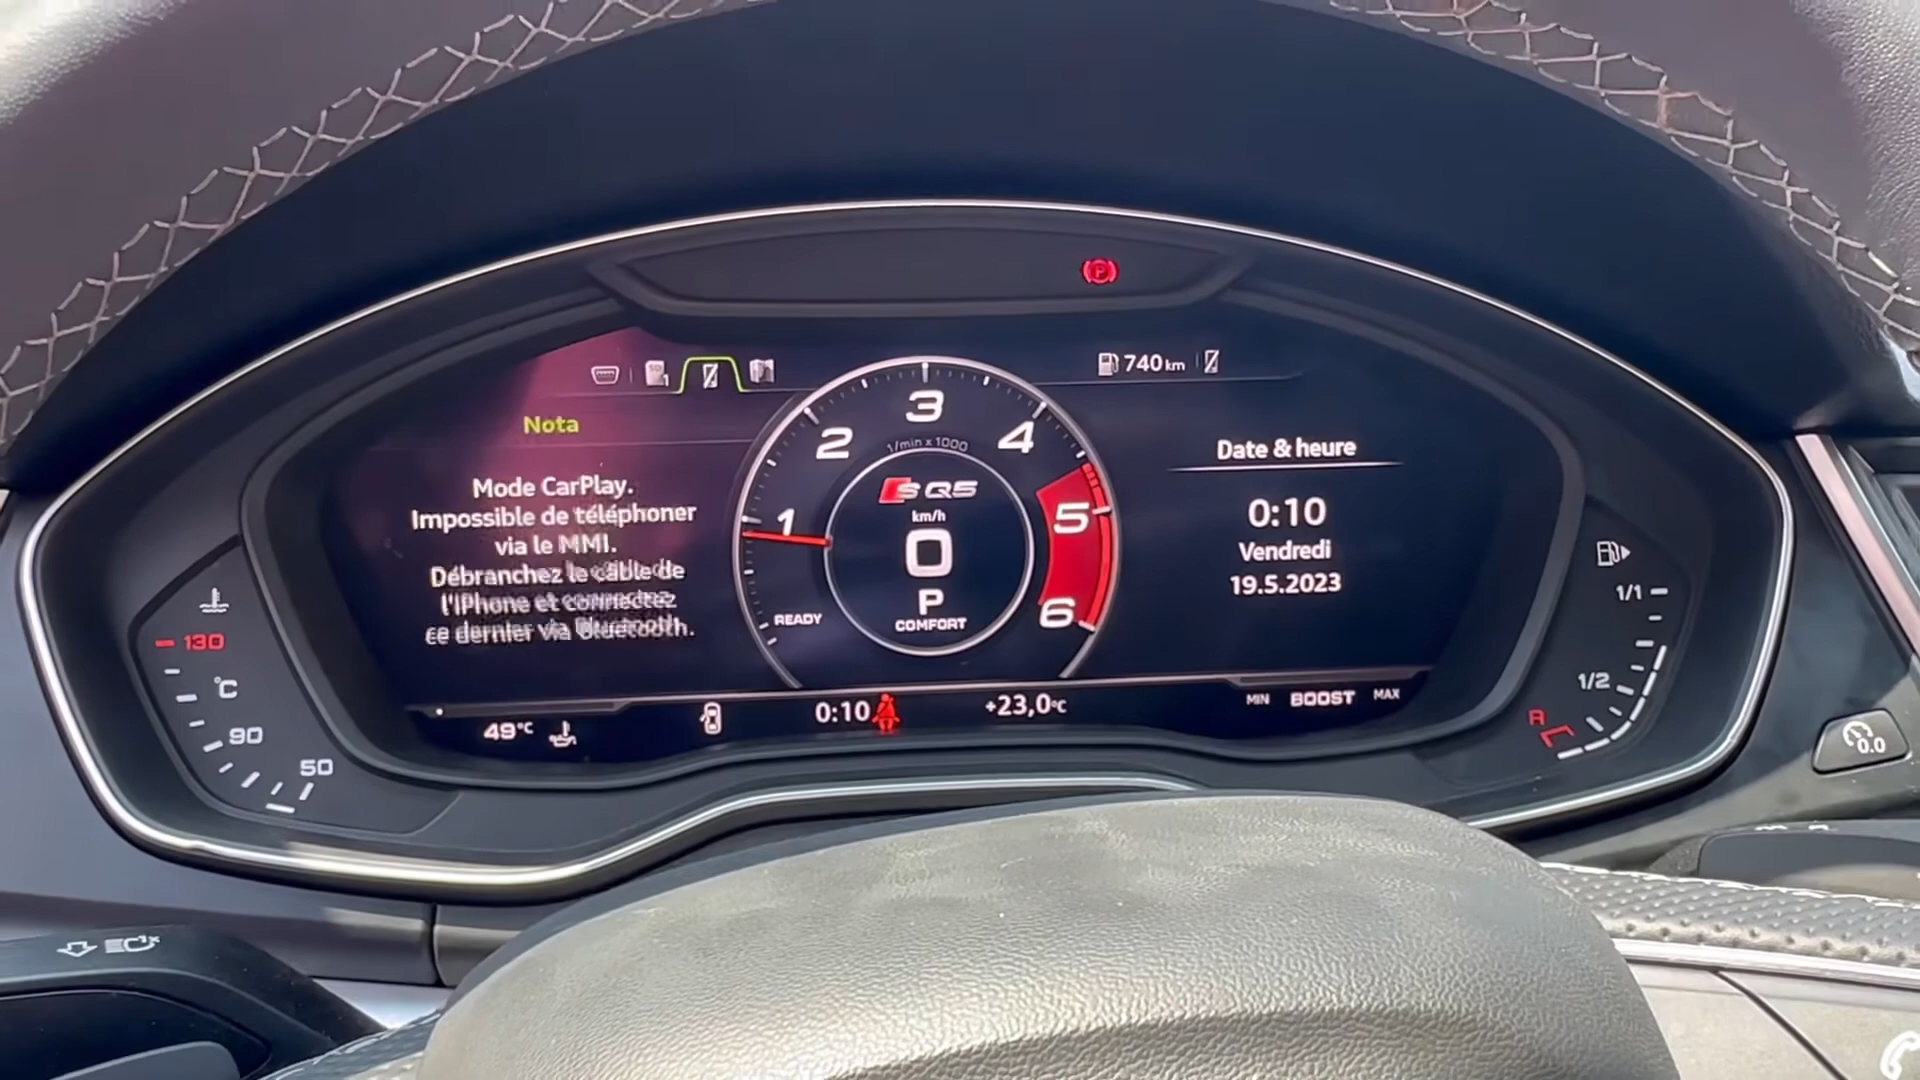 P
SD
1
740 km
Nota
Mode CarPlay.
Impossible de téléphoner
via le MMI.
Débranchez le câble de
l'iPhone et connectez
ce dernier via Bluetooth.
1
2
3
4
5
6
1/min x 1000
SQ5
km/h
0
P
COMFORT
READY
Date & heure
0:10
Vendredi
19.5.2023
130
°C
90
50
1/1
1/2
R
49°C
0:10
+23,0°C
MIN BOOST MAX
0.0